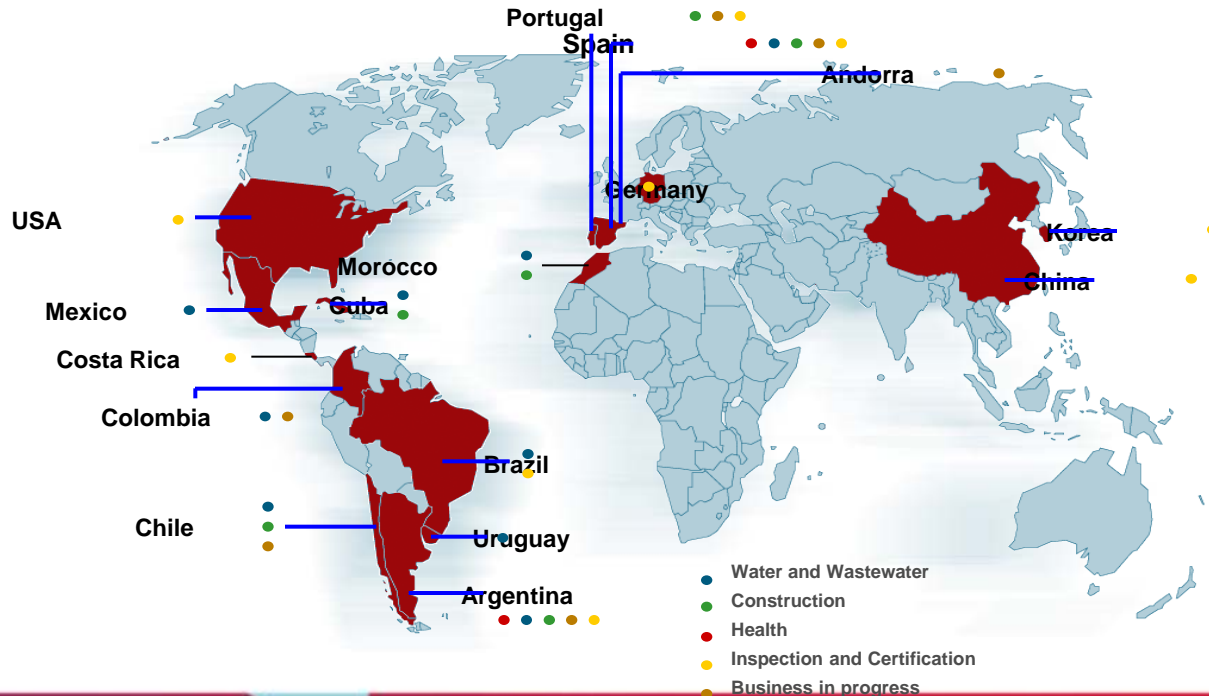 Portugal
Spain
Andorra
Germany
USA
Korea
Morocco
China
Mexico
Cuba
Costa Rica
Colombia
Brazil
Chile
Uruguay
Argentina
Water and Wastewater
Construction
Health
Inspection and Certification
Business in progress